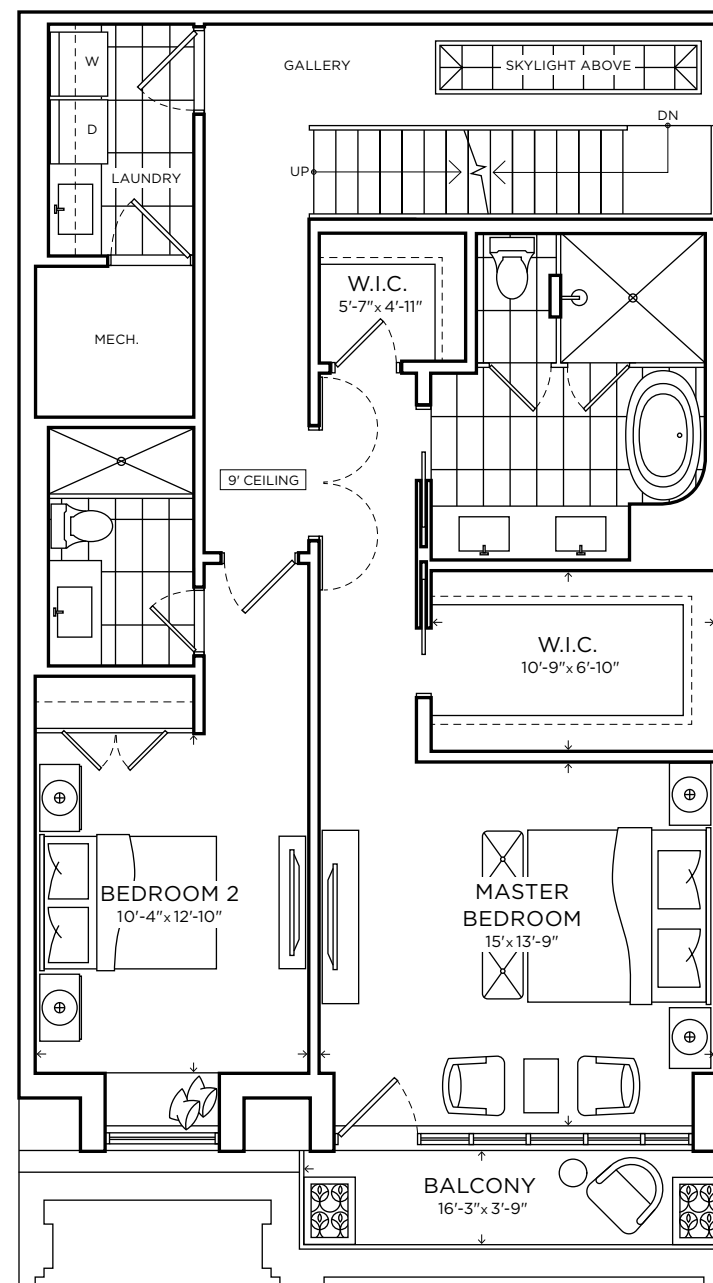 W
GALLERY
SKYLIGHT ABOVE
D
DN
UP
LAUNDRY
W.I.C.
5'-7" x 4'-11"
MECH.
9' CEILING
W.I.C.
10'-9" x 6'-10"
BEDROOM 2
10'-4" x 12'-10"
MASTER
BEDROOM
15' x 13'-9"
BALCONY
16'-3" x 3'-9"